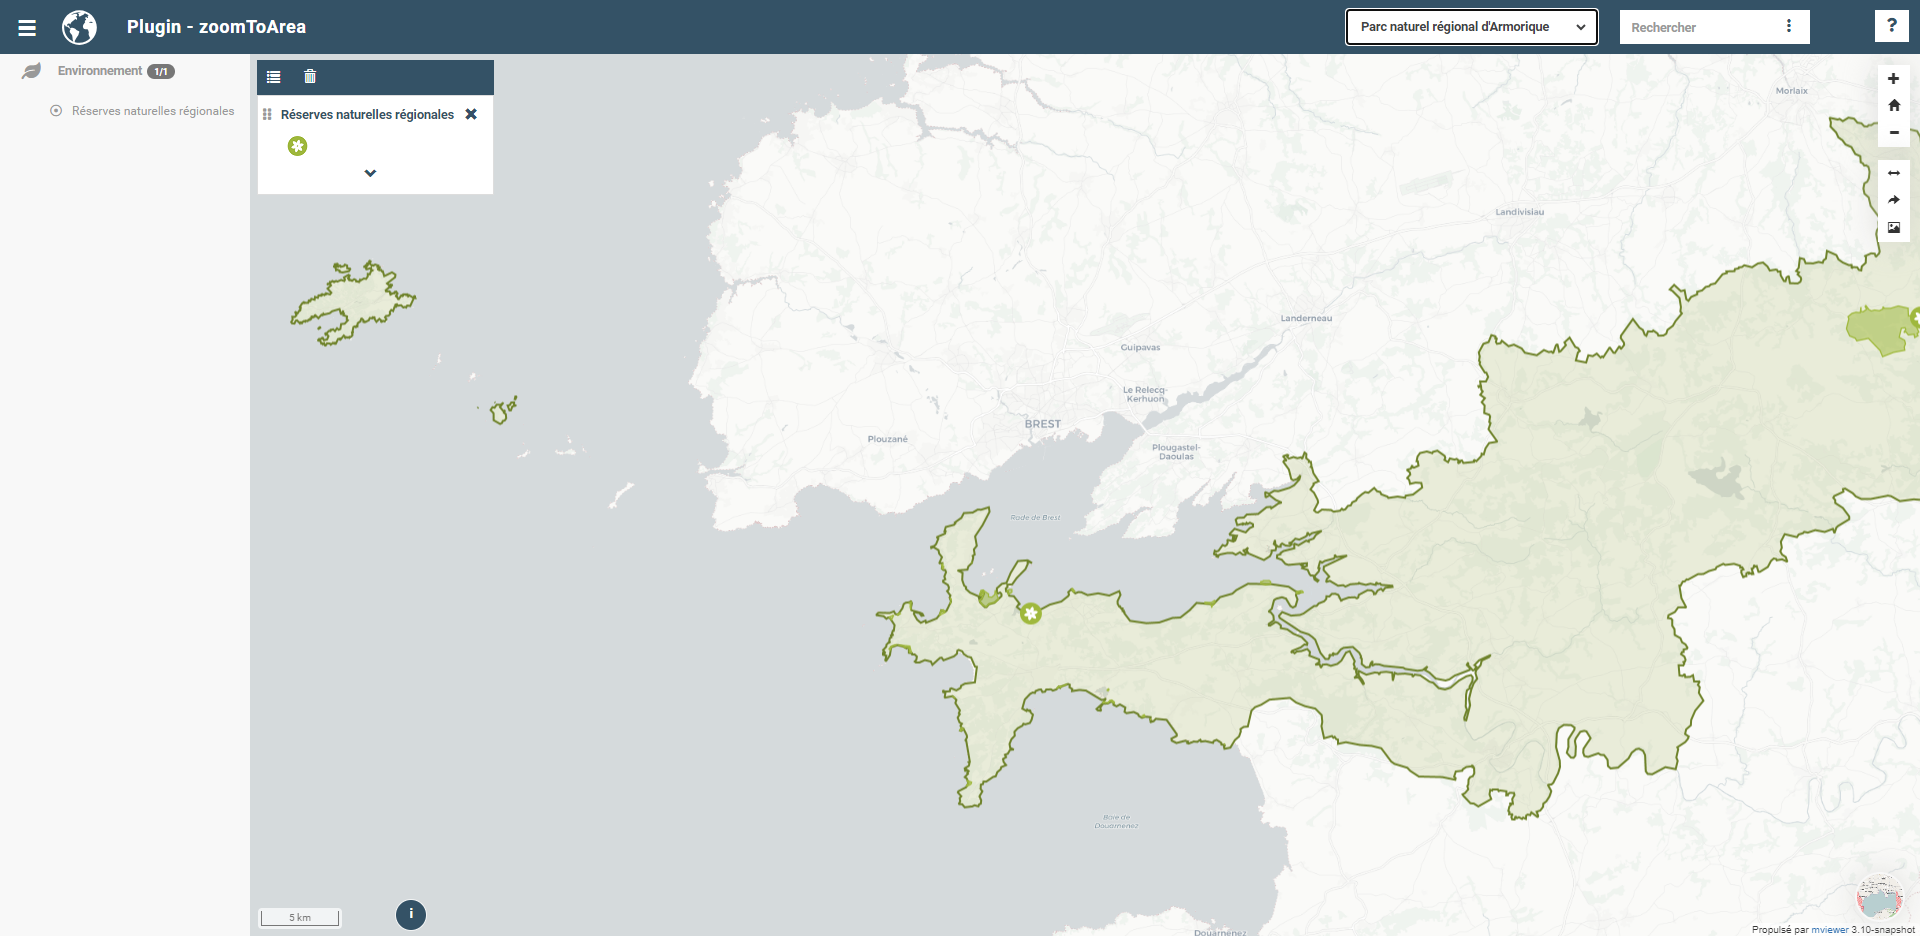 Plugin - zoomToArea
Parc naturel régional d'Armorique
Rechercher
?
Environnement 1/1
Réserves naturelles régionales
Réserves naturelles régionales
Morlaix
Landivisiau
Landerneau
Guipavas
Le Relecq-
Kerhuon
BREST
Plouzané
Plougastel-
Daoulas
Rade de Brest
Baie de
Douarnenez
Douarnenez
5 km
i
Propulsé par mviewer 3.10-snapshot